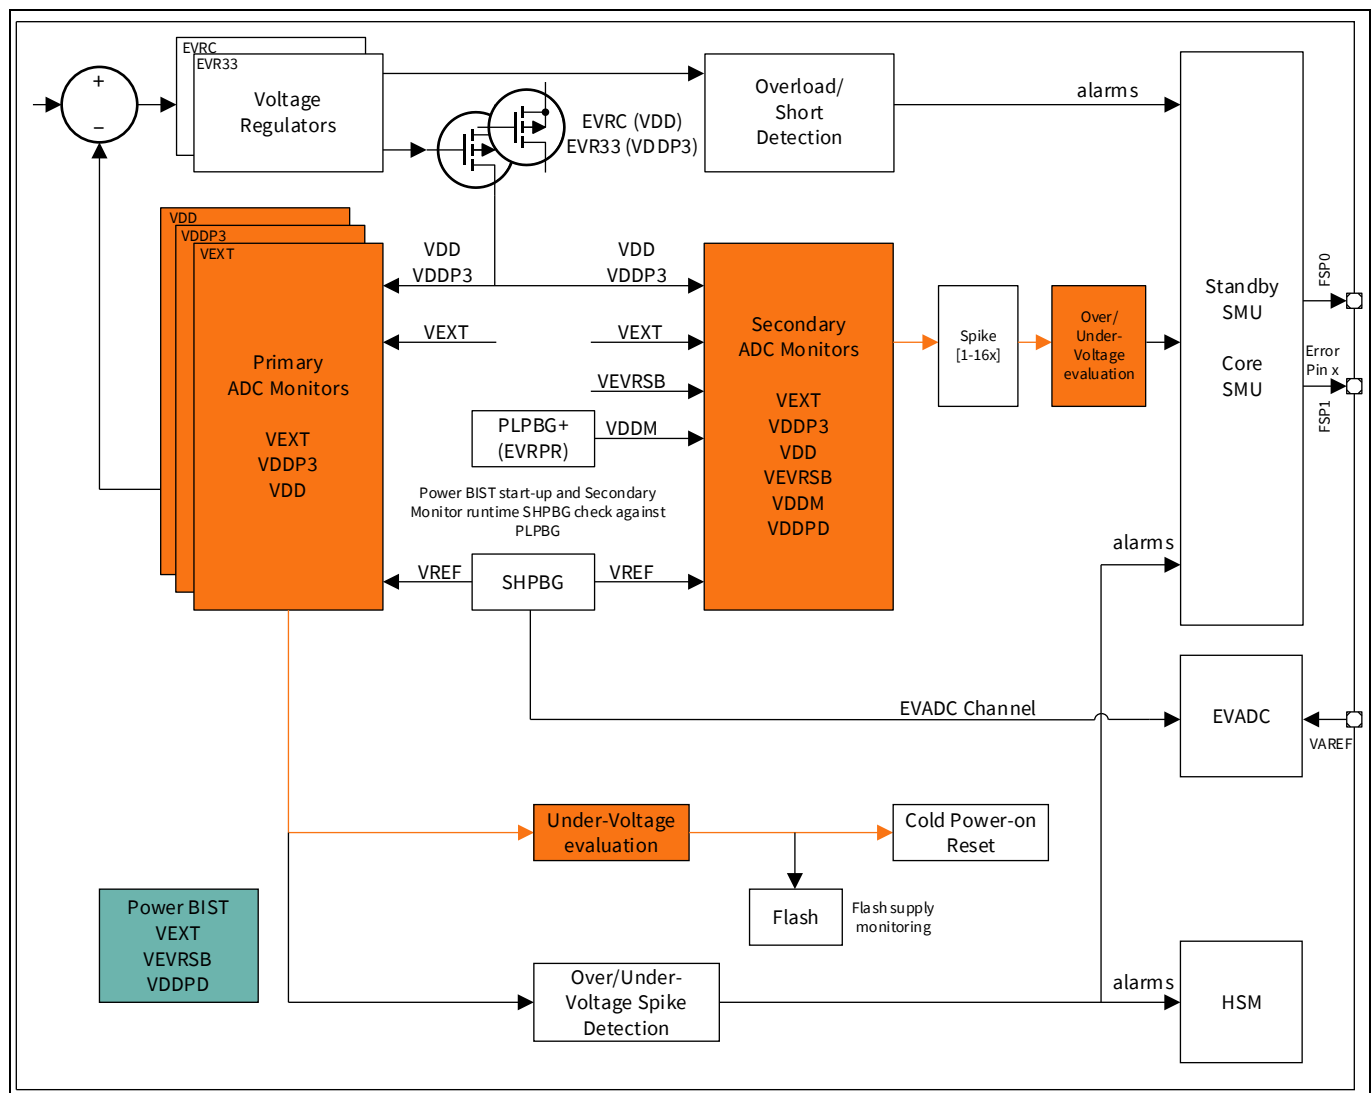 EVRC
EVR33
Voltage
Regulators
+
−
EVRC (VDD)
EVR33 (VDDP3)
Overload/
Short
Detection
alarms
VDD
VDDP3
VEXT
Primary
ADC Monitors
VEXT
VDDP3
VDD
VDD
VDDP3
VEXT
VDD
VDDP3
VEXT
VEVRSB
PLPBG+
(EVRPR)
VDDM
Power BIST start-up and Secondary
Monitor runtime SHPBG check against
PLPBG
VREF
SHPBG
VREF
Secondary
ADC Monitors
VEXT
VDDP3
VDD
VEVRSB
VDDM
VDDPD
Spike
[1-16x]
Over/
Under-
Voltage
evaluation
Standby
SMU
Core
SMU
FSP0
Error
Pin x
FSP1
alarms
EVADC Channel
EVADC
VAREF
Under-Voltage
evaluation
Cold Power-on
Reset
Flash
Flash supply
monitoring
Power BIST
VEXT
VEVRSB
VDDPD
Over/Under-
Voltage Spike
Detection
alarms
HSM